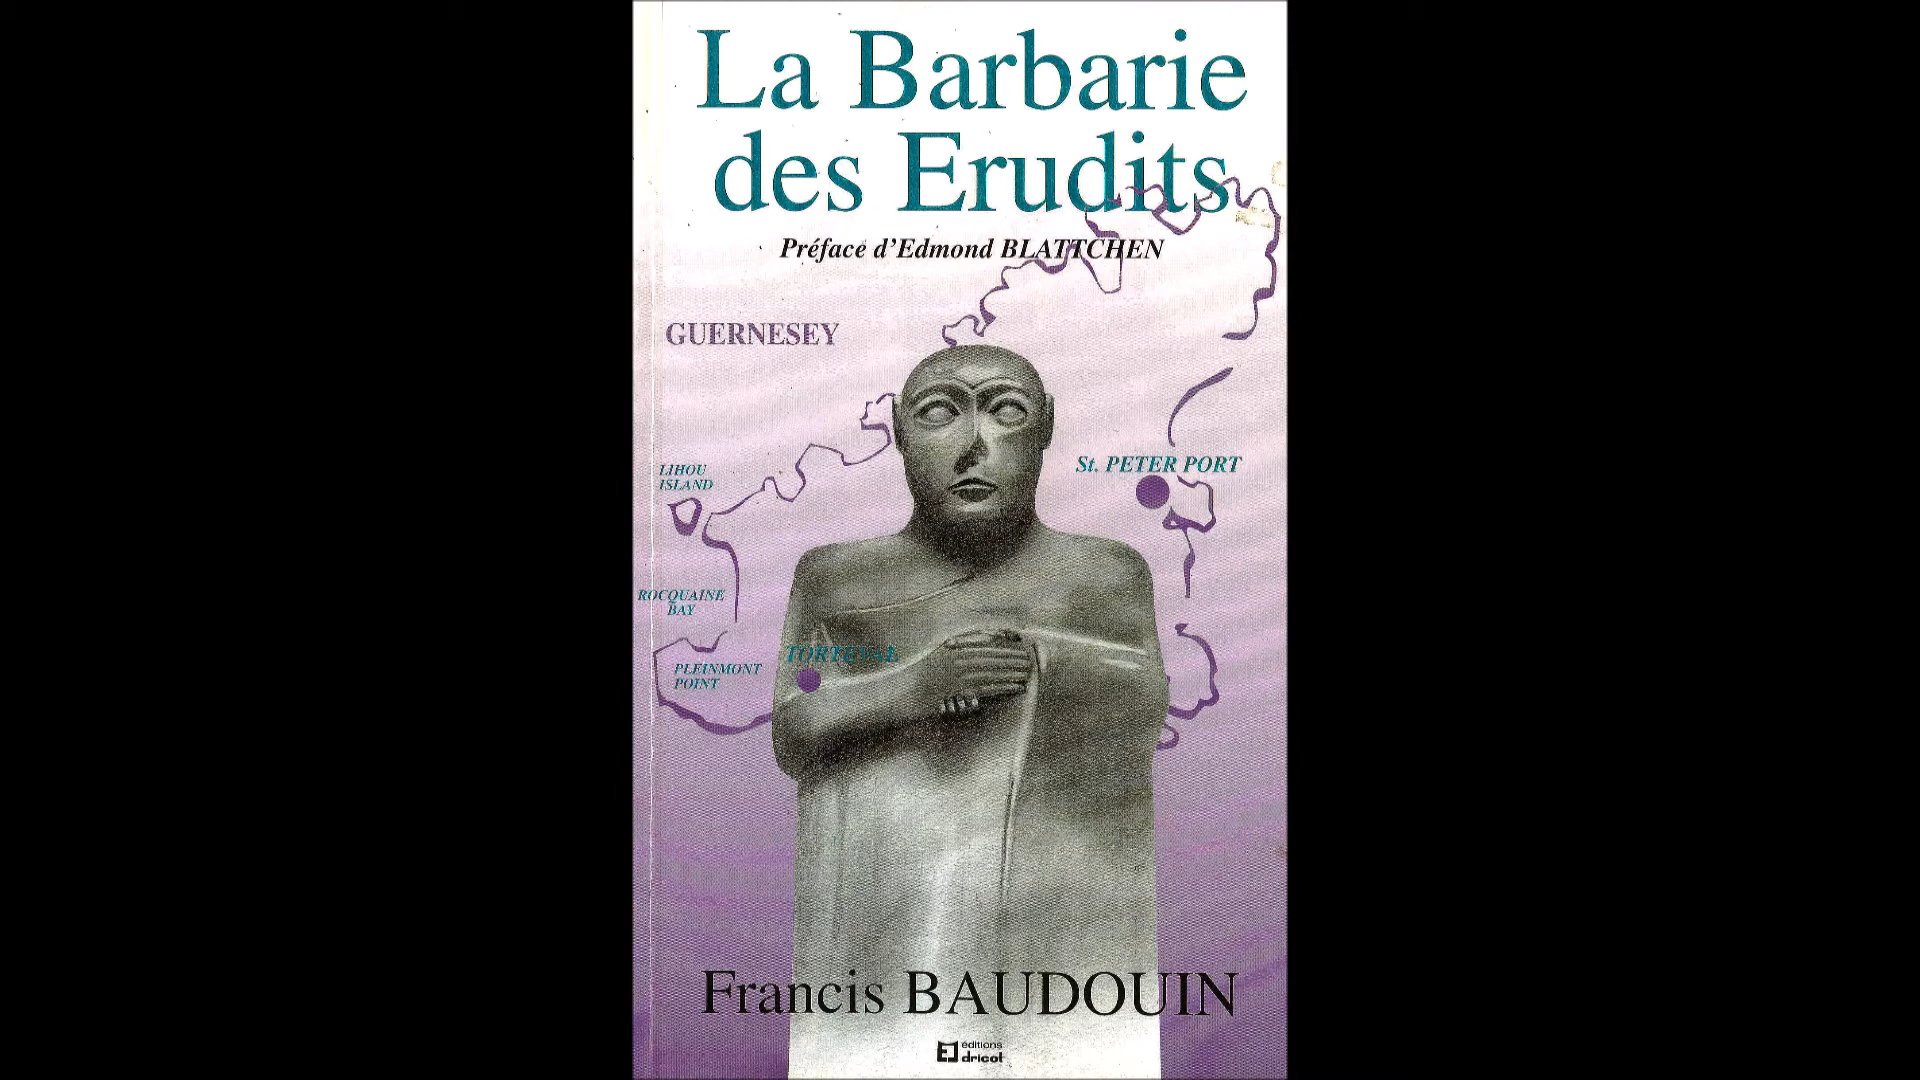 La Barbarie
des Erudits
Préface d'Edmond BLATTCHEN
GUERNESEY
LIHOU
ISLAND
St. PETER PORT
ROCQUAINE
BAY
TORTEVAL
PLEINMONT
POINT
Francis BAUDOUIN
éditions
dricot